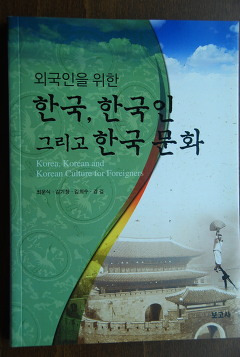 외국인을 위한
한국, 한국인
그리고 한국 문화
Korea, Korean and
Korean Culture for Foreigners
보고사